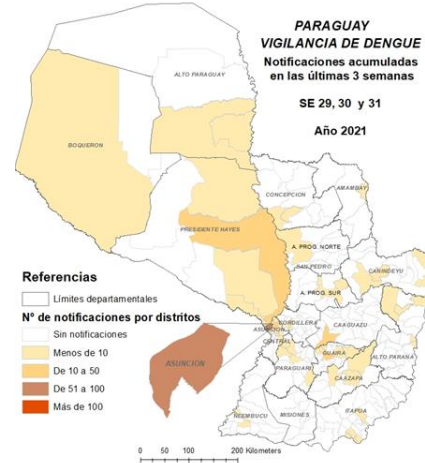 PARAGUAY
VIGILANCIA DE DENGUE
Notificaciones acumuladas
en las últimas 3 semanas
SE 29, 30 y 31
Año 2021
ALTO PARAGUAY
BOQUERON
CONCEPCION
AMAMBAY
PRESIDENTE HAYES
A. PROG. NORTE
SAN PEDRO
CANINDEYU
A. PROG. SUR
CORDILLERA
ASUNCION
CENTRAL
CAAGUAZU
GUAIRA
ALTO PARANA
PARAGUARI
CAAZAPA
ÑEEMBUCU
MISIONES
ITAPUA
ASUNCION
Referencias
Límites departamentales
Nº de notificaciones por distritos
Sin notificaciones
Menos de 10
De 10 a 50
De 51 a 100
Más de 100
0 50 100 200 Kilometers